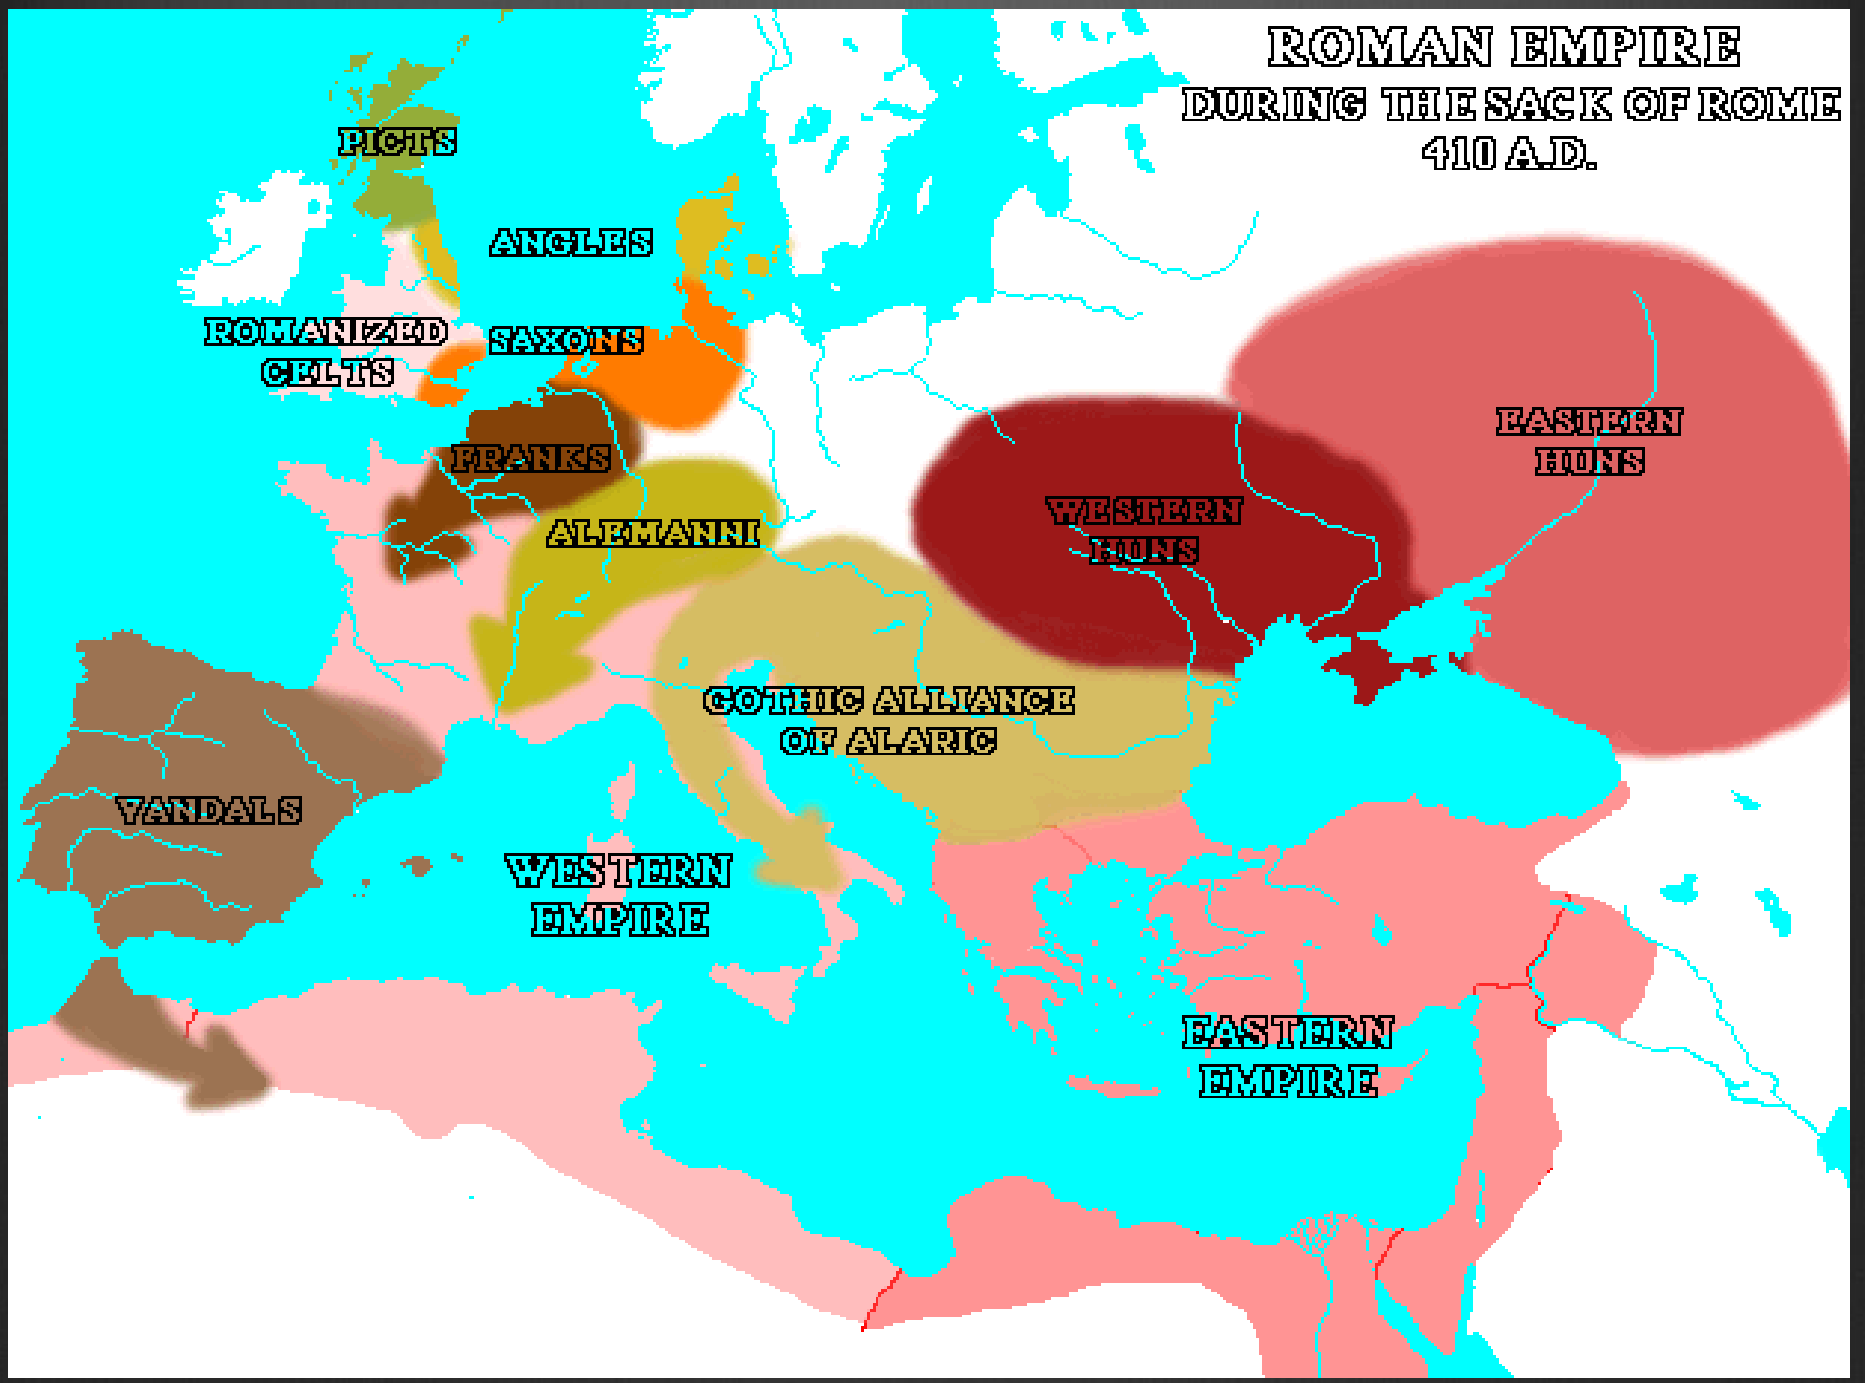 ROMAN EMPIRE
DURING THE SACK OF ROME
410 A.D.
PICTS
ANGLES
ROMANIZED
CELTS
SAXONS
FRANKS
ALEMANNI
EASTERN
HUNS
WESTERN
HUNS
GOTHIC ALLIANCE
OF ALARIC
VANDALS
WESTERN
EMPIRE
EASTERN
EMPIRE